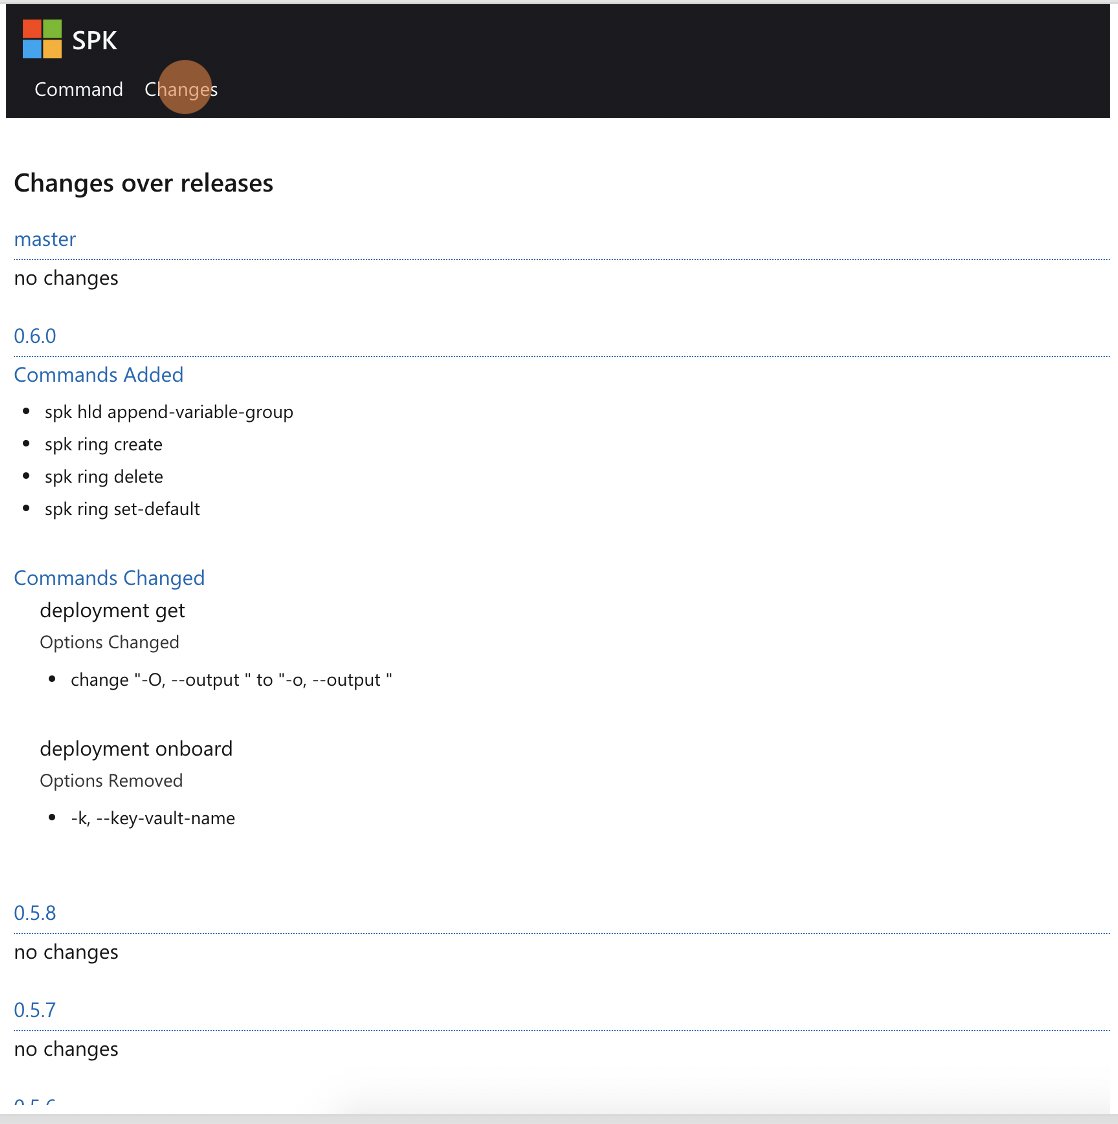 SPK
Command Changes
Changes over releases
master
no changes
0.6.0
Commands Added
• spk hld append-variable-group
• spk ring create
• spk ring delete
• spk ring set-default
Commands Changed
deployment get
Options Changed
• change "-O, --output " to "-o, --output "
deployment onboard
Options Removed
• -k, --key-vault-name
0.5.8
no changes
0.5.7
no changes